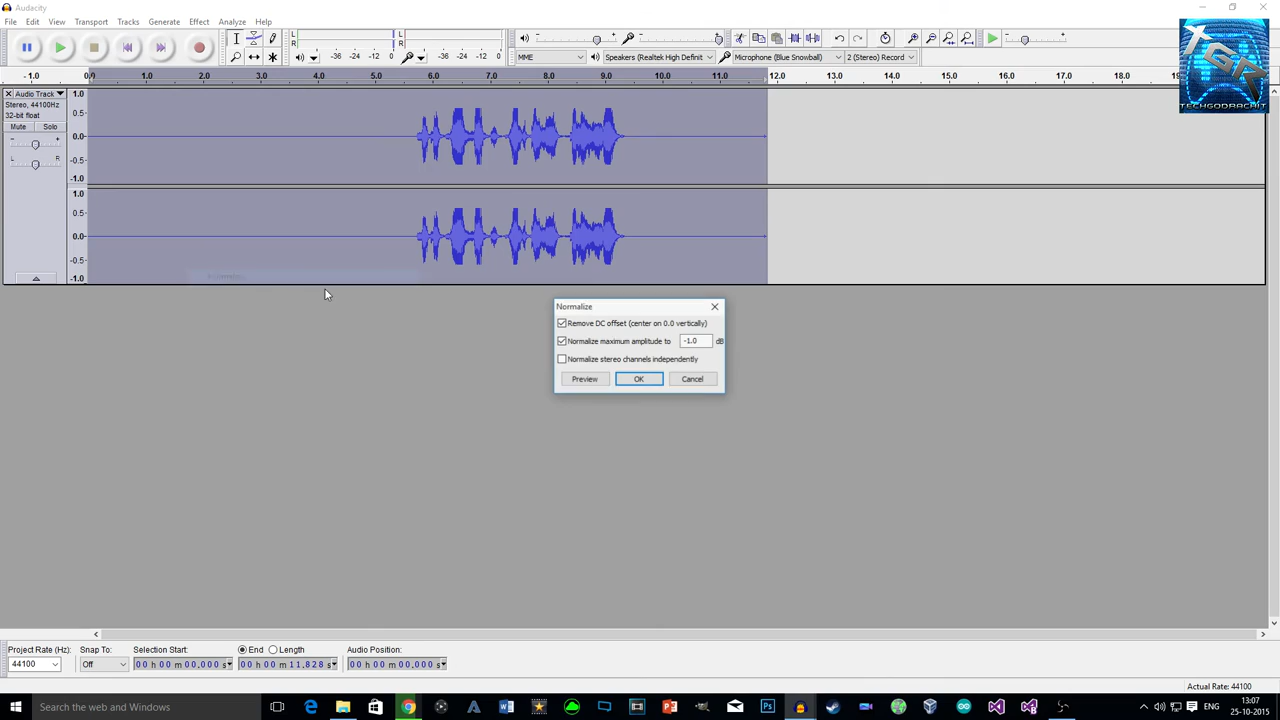 Audacity
File Edit View Transport Tracks Generate Effect Analyze Help
R
L
R
L
R
-24
-24
MME
Speakers (Realtek High Definit
Microphone (Blue Snowball)
2 (Stereo) Record
TGR
TECHGODRACHIT
-1.0 0.0 1.0 2.0 3.0 4.0 5.0 6.0 7.0 8.0 9.0 10.0 11.0 12.0 13.0 14.0 15.0 16.0 17.0 18.0 19
Audio Track
Stereo, 44100Hz
32-bit float
Mute Solo
- +
L R
1.0
0.5
0.0
-0.5
-1.0
1.0
0.5
0.0
-0.5
-1.0
Normalize
Remove DC offset (center on 0.0 vertically)
Normalize maximum amplitude to -1.0 dB
Normalize stereo channels independently
Preview OK Cancel
Project Rate (Hz): Snap To: Selection Start: End Length Audio Position:
44100 Off 00 h 00 m 00,000 s 00 h 00 m 11,828 s 00 h 00 m 00,000 s
Actual Rate: 44100
Search the web and Windows
ENG
13:07
25-10-2015